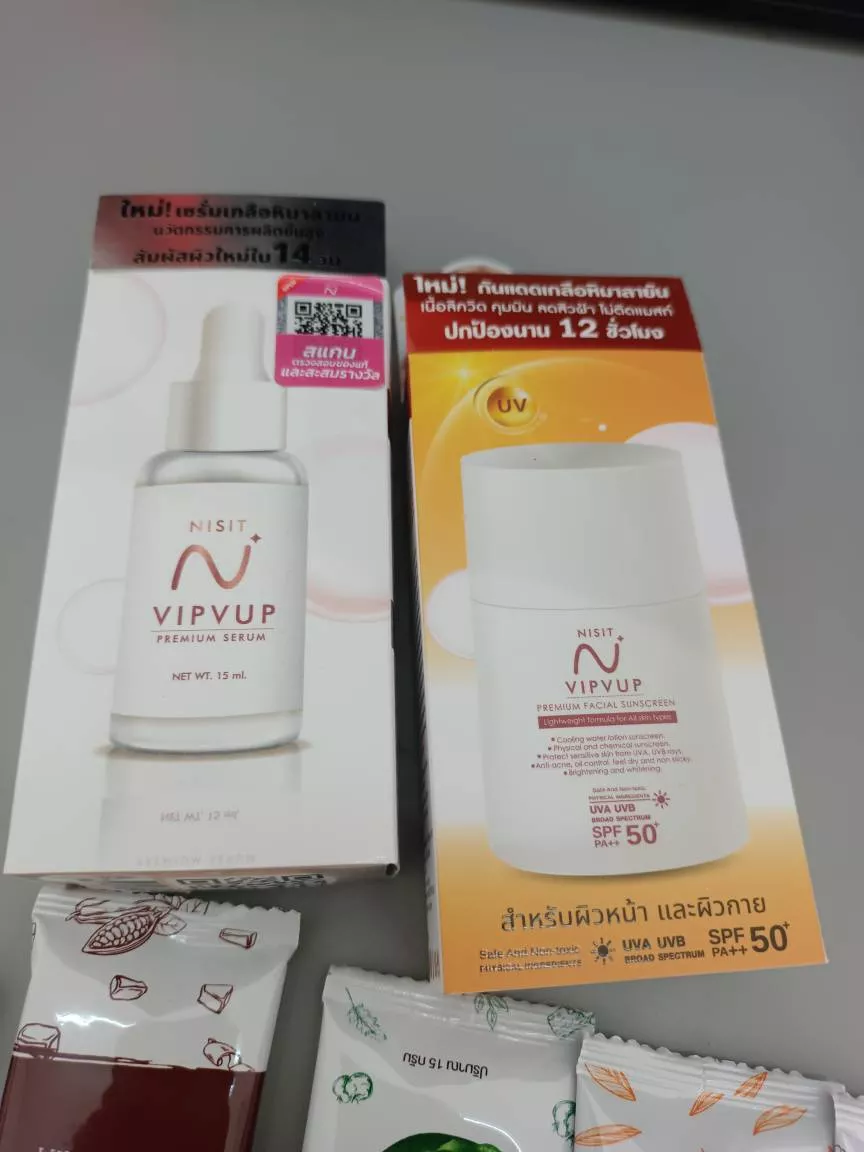 ใหม่! เซรั่มเกลือหิมาลายัน
นวัตกรรมการผลิตขั้นสูง
สัมผัสผิวใหม่ใน 14 วัน
สแกน
ตรวจสอบของแท้
และสะสมรางวัล
NISIT
VIPVUP
PREMIUM SERUM
NET WT. 15 ml.
NET WT. 15 ml.
PREMIUM SERUM
ใหม่! กันแดดเกลือหิมาลายัน
เนื้อลิควิด คุมมัน ลดสิวฝ้า ไม่ติดแมสก์
ปกป้องนาน 12 ชั่วโมง
UV
NISIT
VIPVUP
PREMIUM FACIAL SUNSCREEN
Lightweight formula for All skin types
• Cooling water lotion sunscreen.
• Physical and chemical sunscreen.
• Protect sensitive skin from UVA, UVB rays.
• Anti-acne, oil control, feel dry and non sticky.
• Brightening and whitening.
Safe And Non-toxic
PHYSICAL INGREDIENTS
UVA UVB
BROAD SPECTRUM
SPF 50+
PA++
สำหรับผิวหน้า และผิวกาย
Safe And Non-toxic
PHYSICAL INGREDIENTS
UVA UVB
BROAD SPECTRUM
SPF 50+
PA++
ปริมาณ 15 กรัม